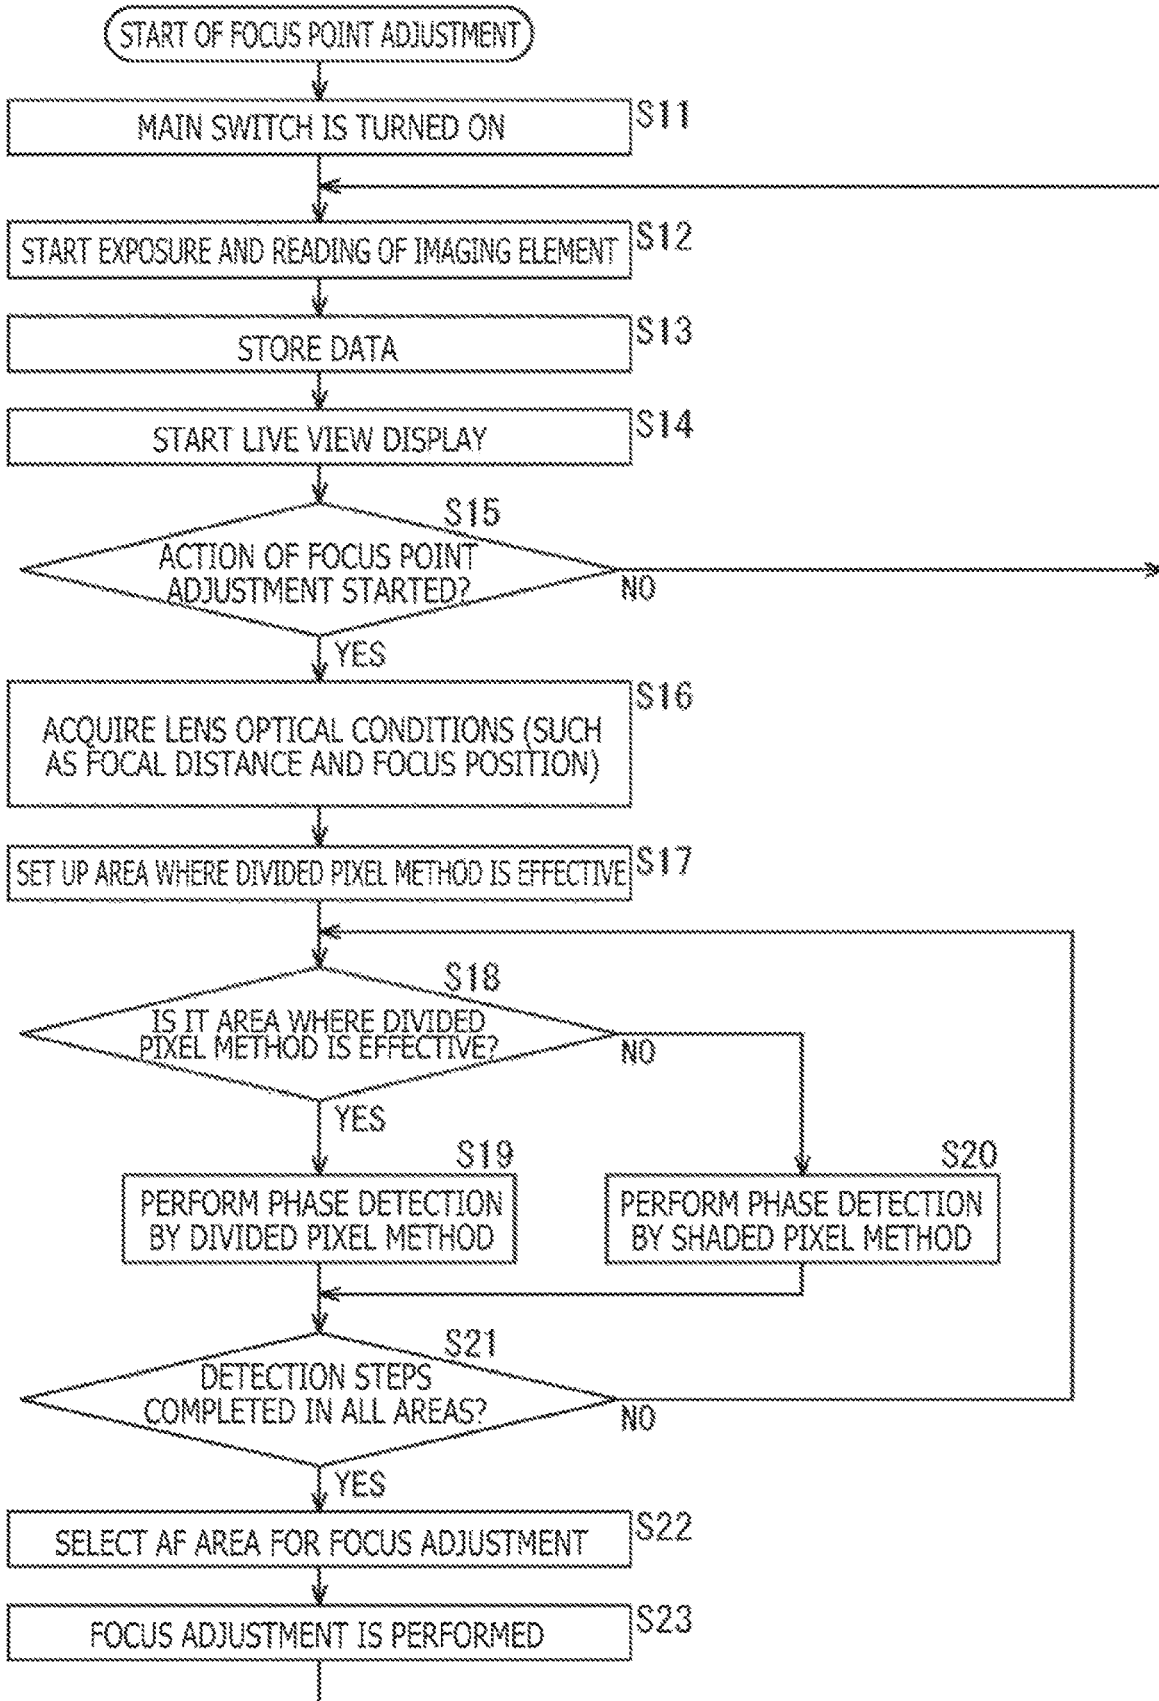 START OF FOCUS POINT ADJUSTMENT
S11
MAIN SWITCH IS TURNED ON
S12
START EXPOSURE AND READING OF IMAGING ELEMENT
S13
STORE DATA
S14
START LIVE VIEW DISPLAY
S15
ACTION OF FOCUS POINT
ADJUSTMENT STARTED?
NO
YES
S16
ACQUIRE LENS OPTICAL CONDITIONS (SUCH
AS FOCAL DISTANCE AND FOCUS POSITION)
S17
SET UP AREA WHERE DIVIDED PIXEL METHOD IS EFFECTIVE
S18
IS IT AREA WHERE DIVIDED
PIXEL METHOD IS EFFECTIVE?
NO
YES
S19
PERFORM PHASE DETECTION
BY DIVIDED PIXEL METHOD
S20
PERFORM PHASE DETECTION
BY SHADED PIXEL METHOD
S21
DETECTION STEPS
COMPLETED IN ALL AREAS?
NO
YES
S22
SELECT AF AREA FOR FOCUS ADJUSTMENT
S23
FOCUS ADJUSTMENT IS PERFORMED